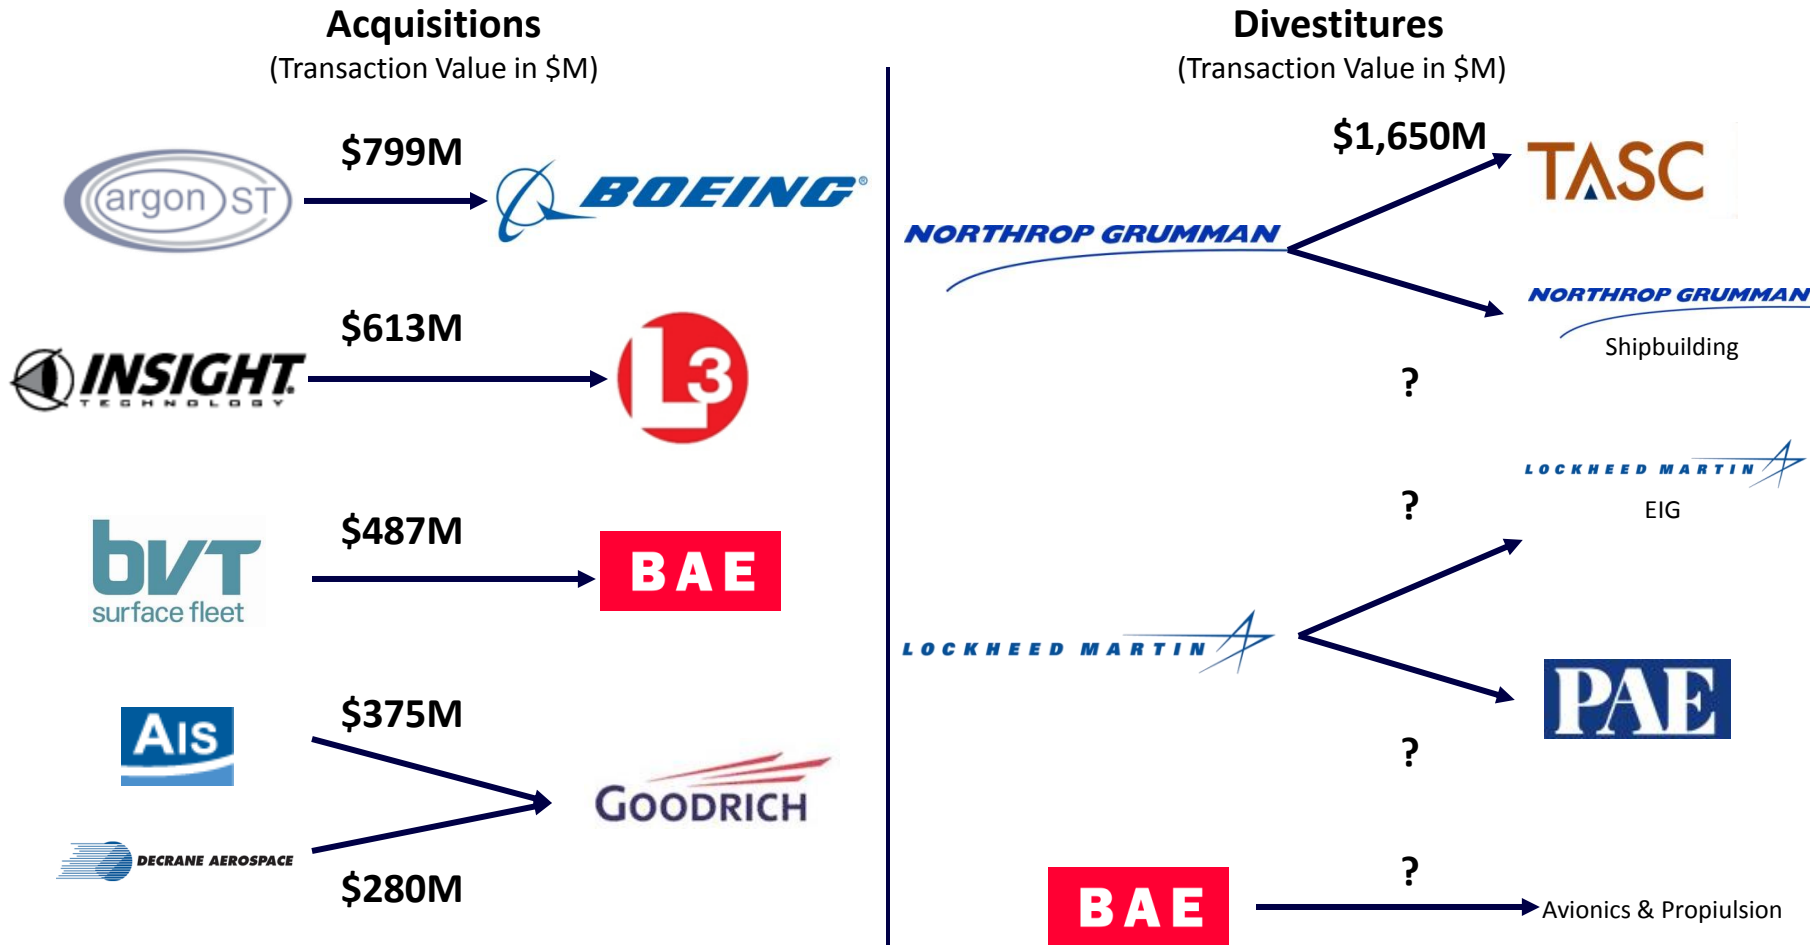 Acquisitions
(Transaction Value in $M)
$799M
argon ST
BOEING®
$613M
INSIGHT
TECHNOLOGY
L3
$487M
bvt
surface fleet
BAE
$375M
AIS
GOODRICH
DECRANE AEROSPACE
$280M
Divestitures
(Transaction Value in $M)
$1,650M
TASC
NORTHROP GRUMMAN
NORTHROP GRUMMAN
Shipbuilding
?
LOCKHEED MARTIN
EIG
?
LOCKHEED MARTIN
PAE
?
?
BAE
Avionics & Propiulsion